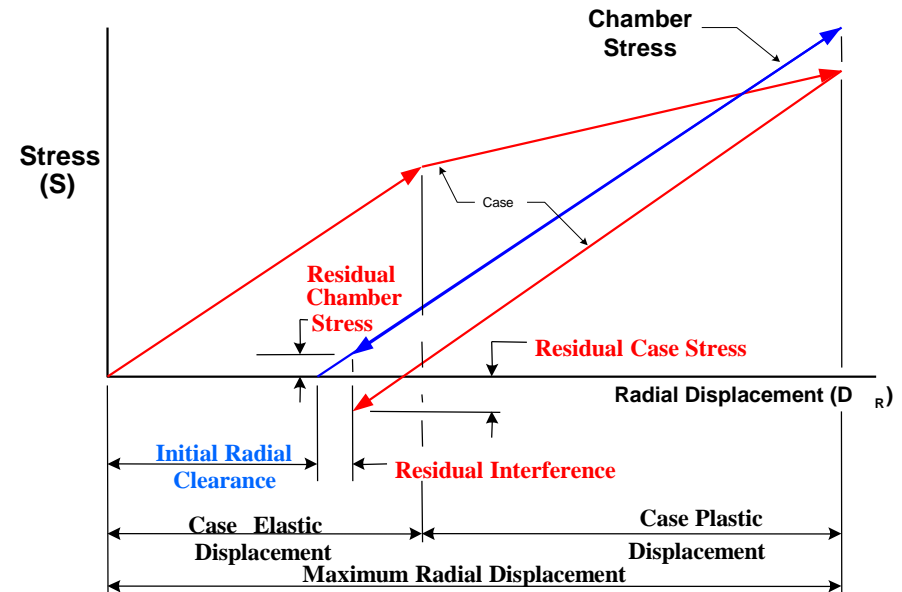 Chamber
Stress
Stress
(S)
Case
Residual
Chamber
Stress
Residual Case Stress
Radial Displacement (D R)
Initial Radial
Clearance
Residual Interference
Case Elastic
Displacement
Case Plastic
Displacement
Maximum Radial Displacement